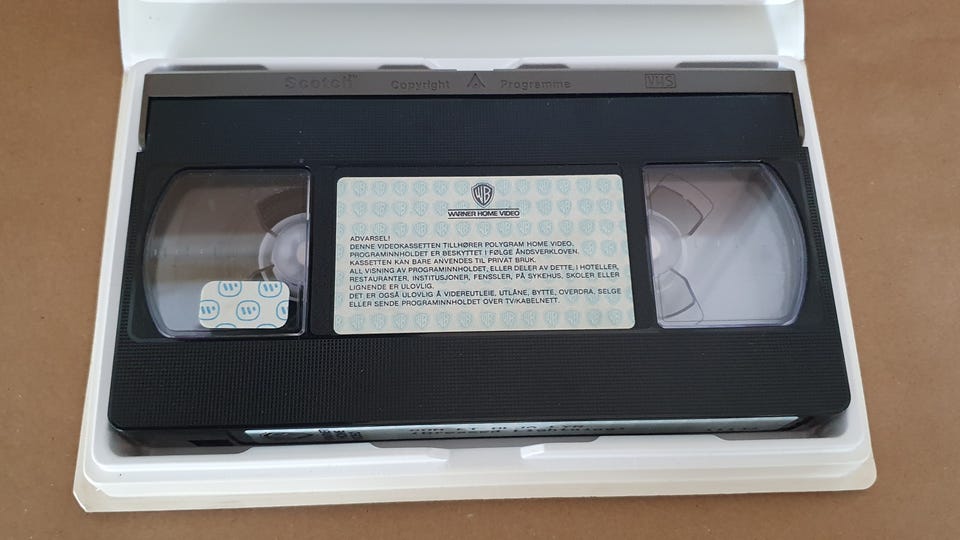 Scotch™ Copyright Programme VHS
WB
WARNER HOME VIDEO
ADVARSEL!
DENNE VIDEOKASSETTEN TILLHØRER POLYGRAM HOME VIDEO.
PROGRAMINNHOLDET ER BESKYTTET I FØLGE ÅNDSVERKLOVEN.
KASSETTEN KAN BARE ANVENDES TIL PRIVAT BRUK.
ALL VISNING AV PROGRAMINNHOLDET, ELLER DELER AV DETTE, I HOTELLER,
RESTAURANTER, INSTITUSJONER, FENSSLER, PÅ SYKEHUS, SKOLER ELLER
LIGNENDE ER ULOVLIG.
DET ER OGSÅ ULOVLIG Å VIDEREUTLEIE, UTLÅNE, BYTTE, OVERDRA, SELGE
ELLER SENDE PROGRAMINNHOLDET OVER TV/KABELNETT.